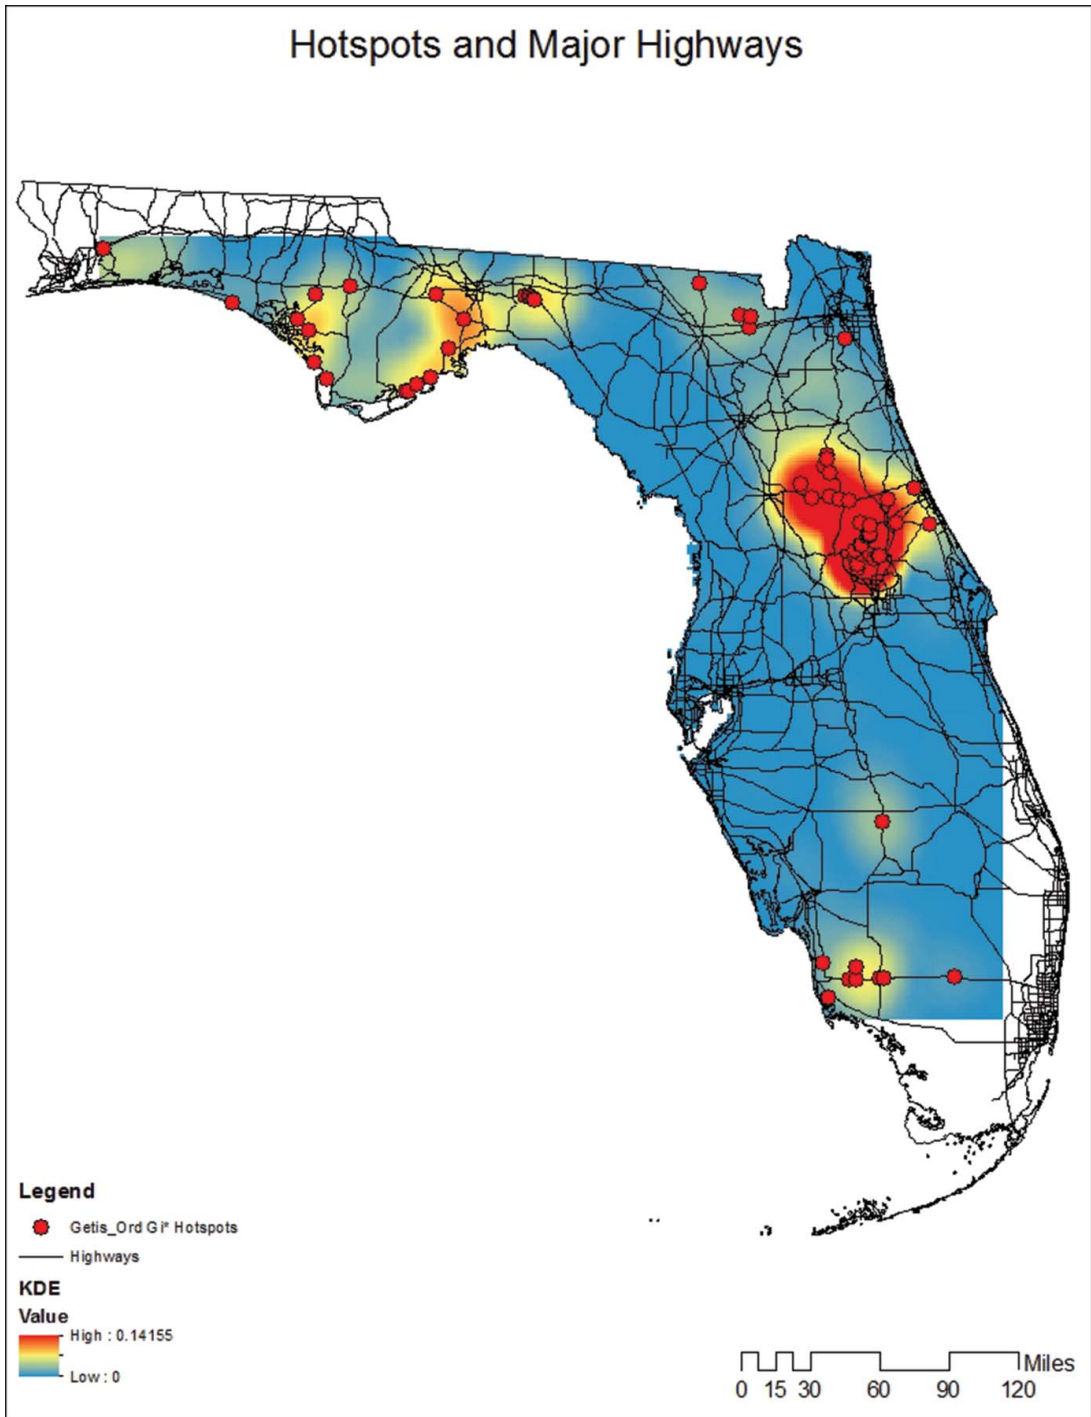 Hotspots and Major Highways
Legend
Getis_Ord Gi* Hotspots
Highways
KDE
Value
High : 0.14155
Low : 0
Miles
0 15 30 60 90 120